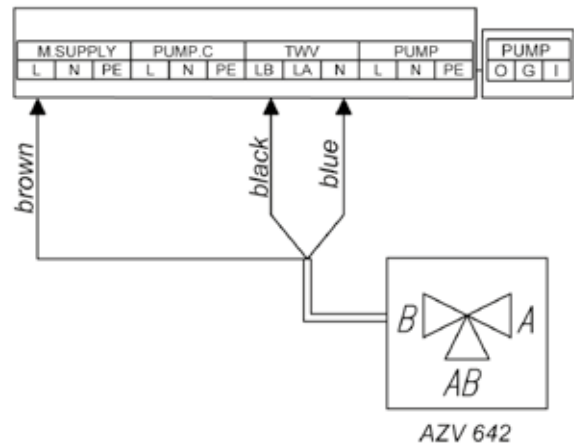 M.SUPPLY PUMP.C TWV PUMP PUMP
L N PE L N PE LB LA N L N PE O G I
brown
black
blue
B A
AB
AZV 642